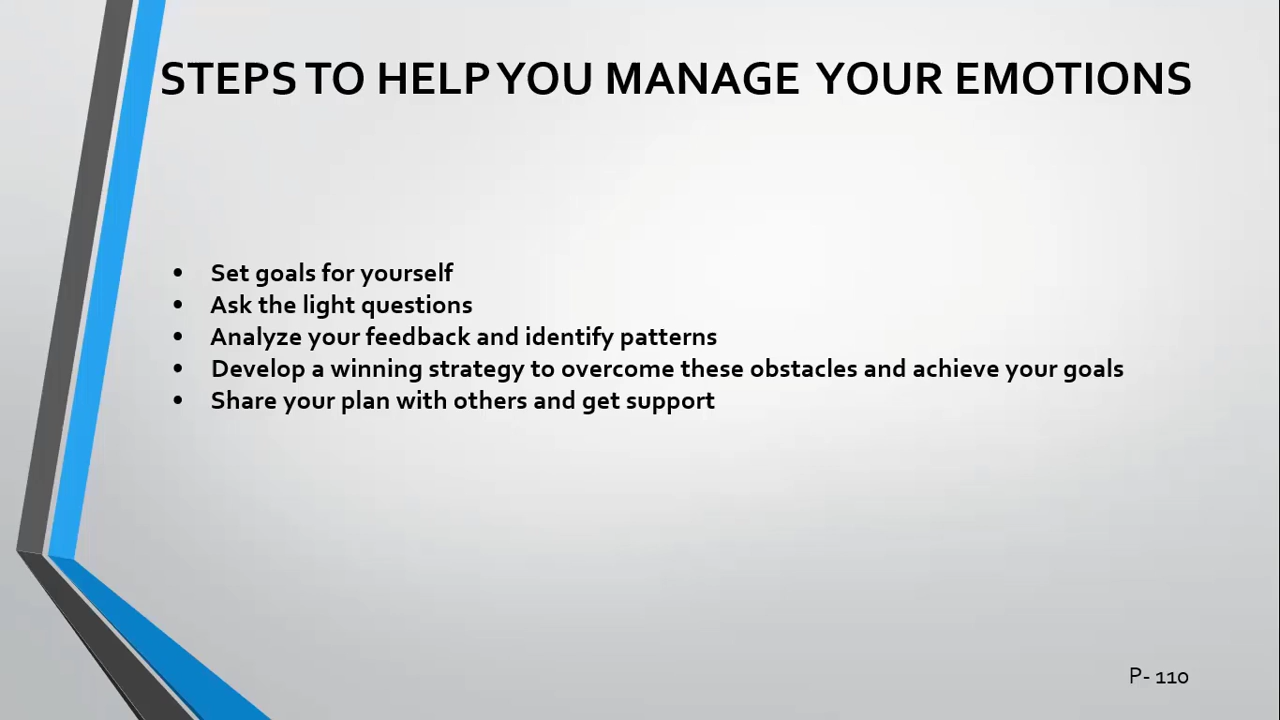 STEPS TO HELP YOU MANAGE YOUR EMOTIONS
• Set goals for yourself
• Ask the light questions
• Analyze your feedback and identify patterns
• Develop a winning strategy to overcome these obstacles and achieve your goals
• Share your plan with others and get support
P- 110